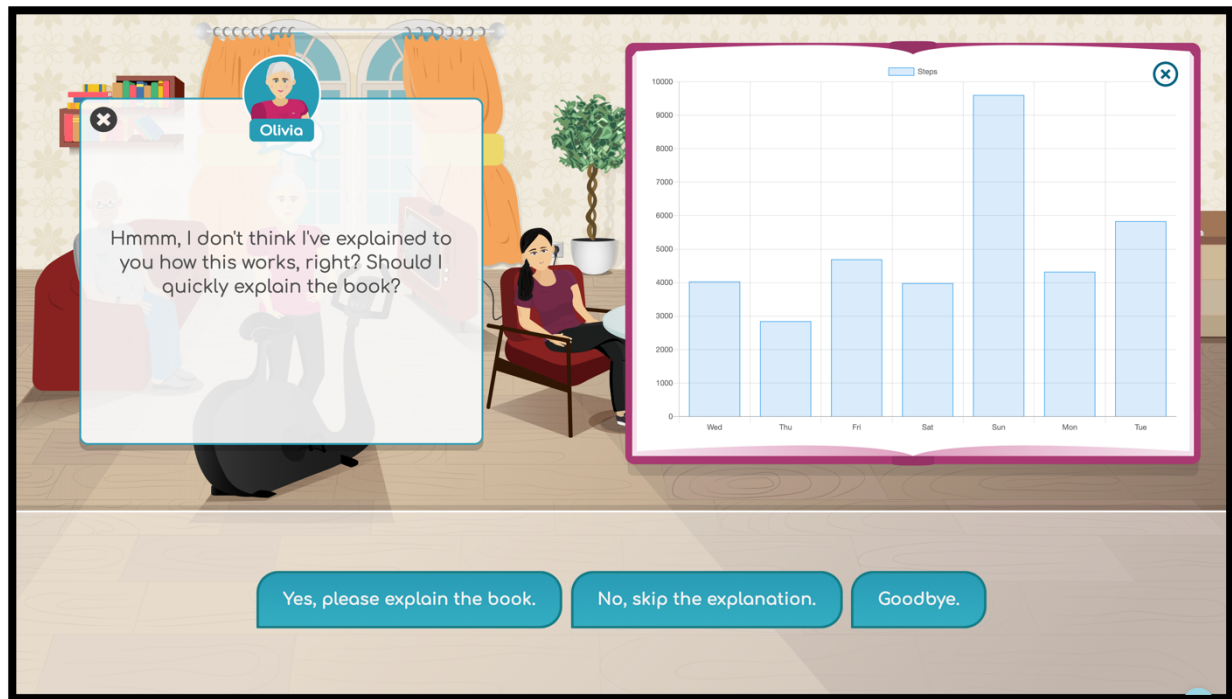 Olivia
Hmmm, I don't think I've explained to
you how this works, right? Should I
quickly explain the book?
Steps
10000
9000
8000
7000
6000
5000
4000
3000
2000
1000
0
Wed
Thu
Fri
Sat
Sun
Mon
Tue
Yes, please explain the book.
No, skip the explanation.
Goodbye.